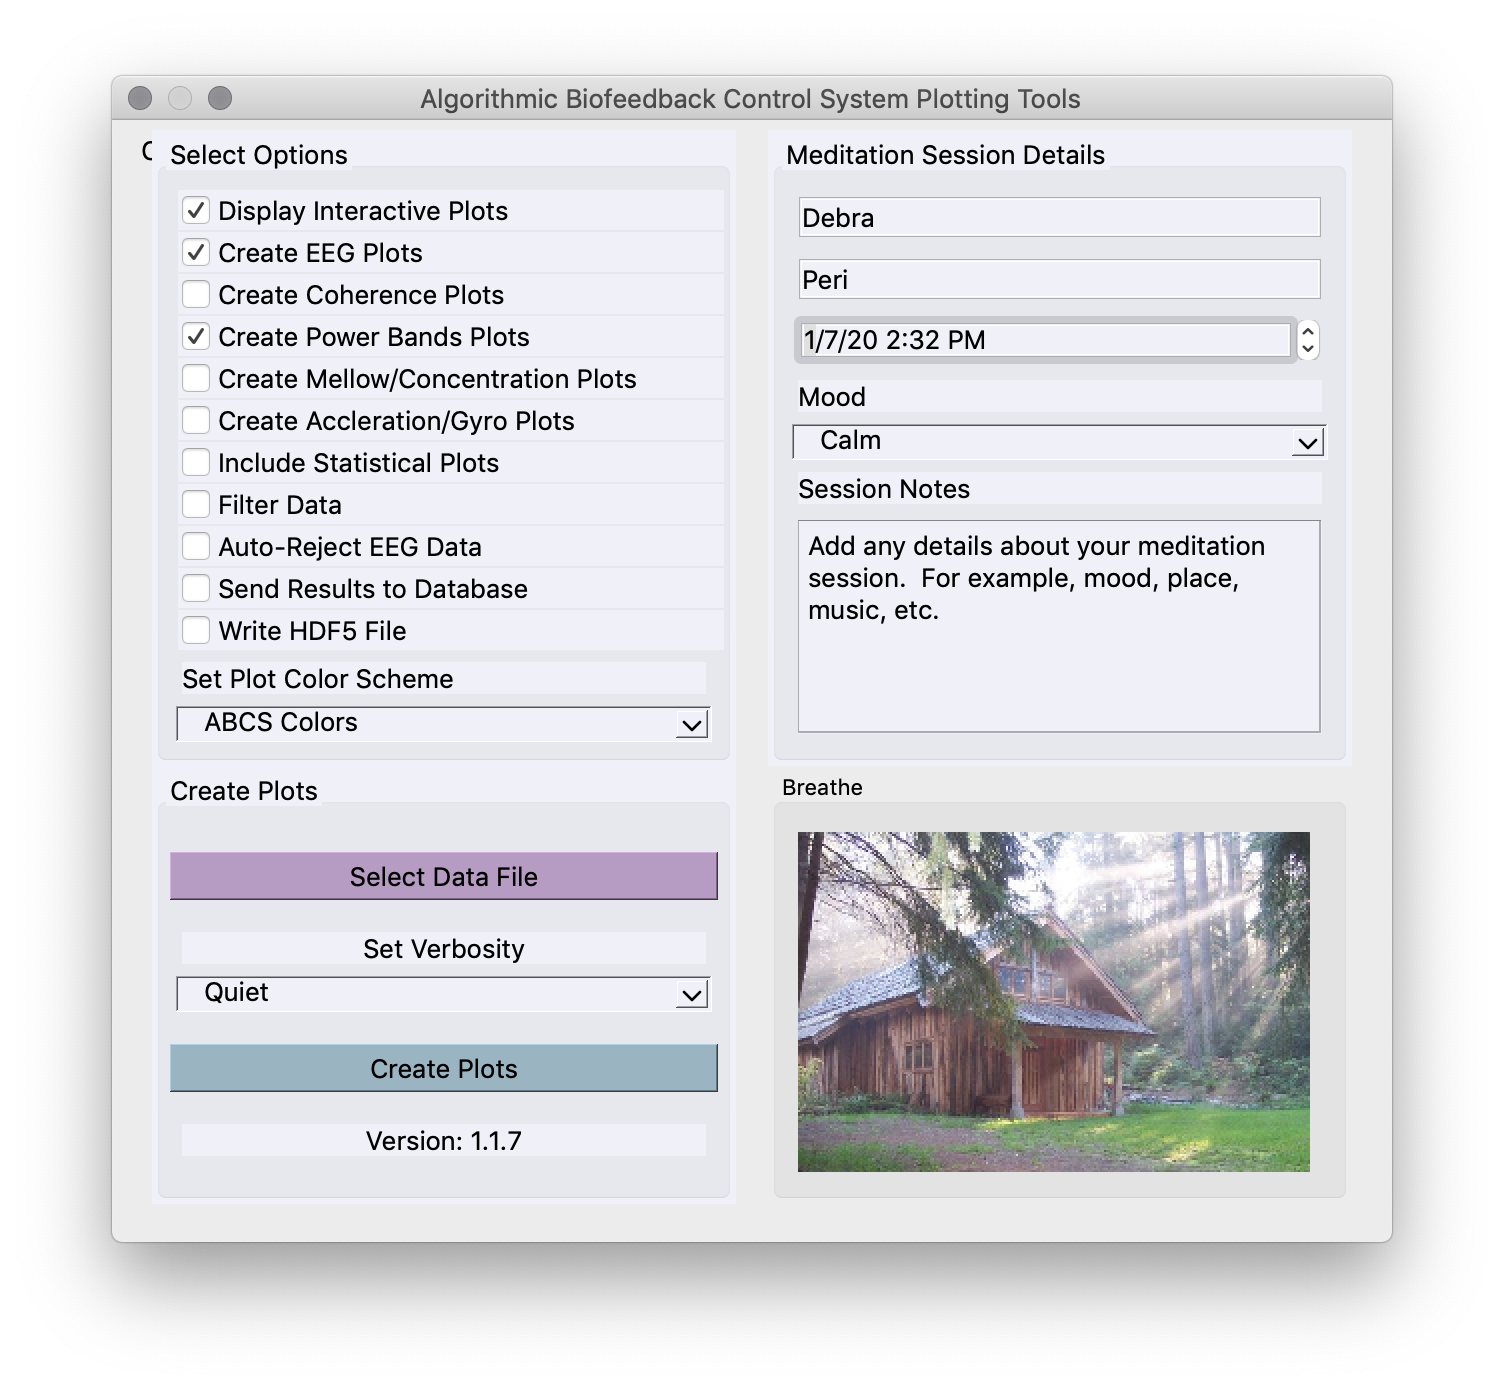 Algorithmic Biofeedback Control System Plotting Tools
Select Options
Display Interactive Plots
Create EEG Plots
Create Coherence Plots
Create Power Bands Plots
Create Mellow/Concentration Plots
Create Accleration/Gyro Plots
Include Statistical Plots
Filter Data
Auto-Reject EEG Data
Send Results to Database
Write HDF5 File
Set Plot Color Scheme
ABCS Colors
Create Plots
Select Data File
Set Verbosity
Quiet
Create Plots
Version: 1.1.7
Meditation Session Details
Debra
Peri
1/7/20 2:32 PM
Mood
Calm
Session Notes
Add any details about your meditation
session.  For example, mood, place,
music, etc.
Breathe